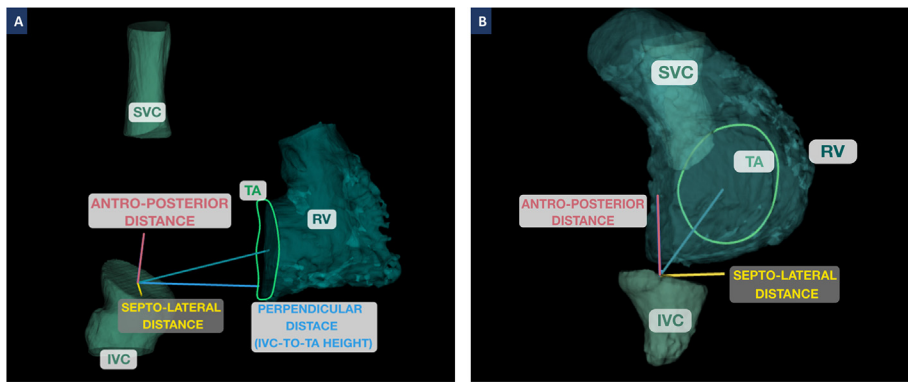 A
SVC
ANTRO-POSTERIOR
DISTANCE
TA
RV
SEPTO-LATERAL
DISTANCE
PERPENDICULAR
DISTACE
(IVC-TO-TA HEIGHT)
IVC
B
SVC
TA
RV
ANTRO-POSTERIOR
DISTANCE
SEPTO-LATERAL
DISTANCE
IVC